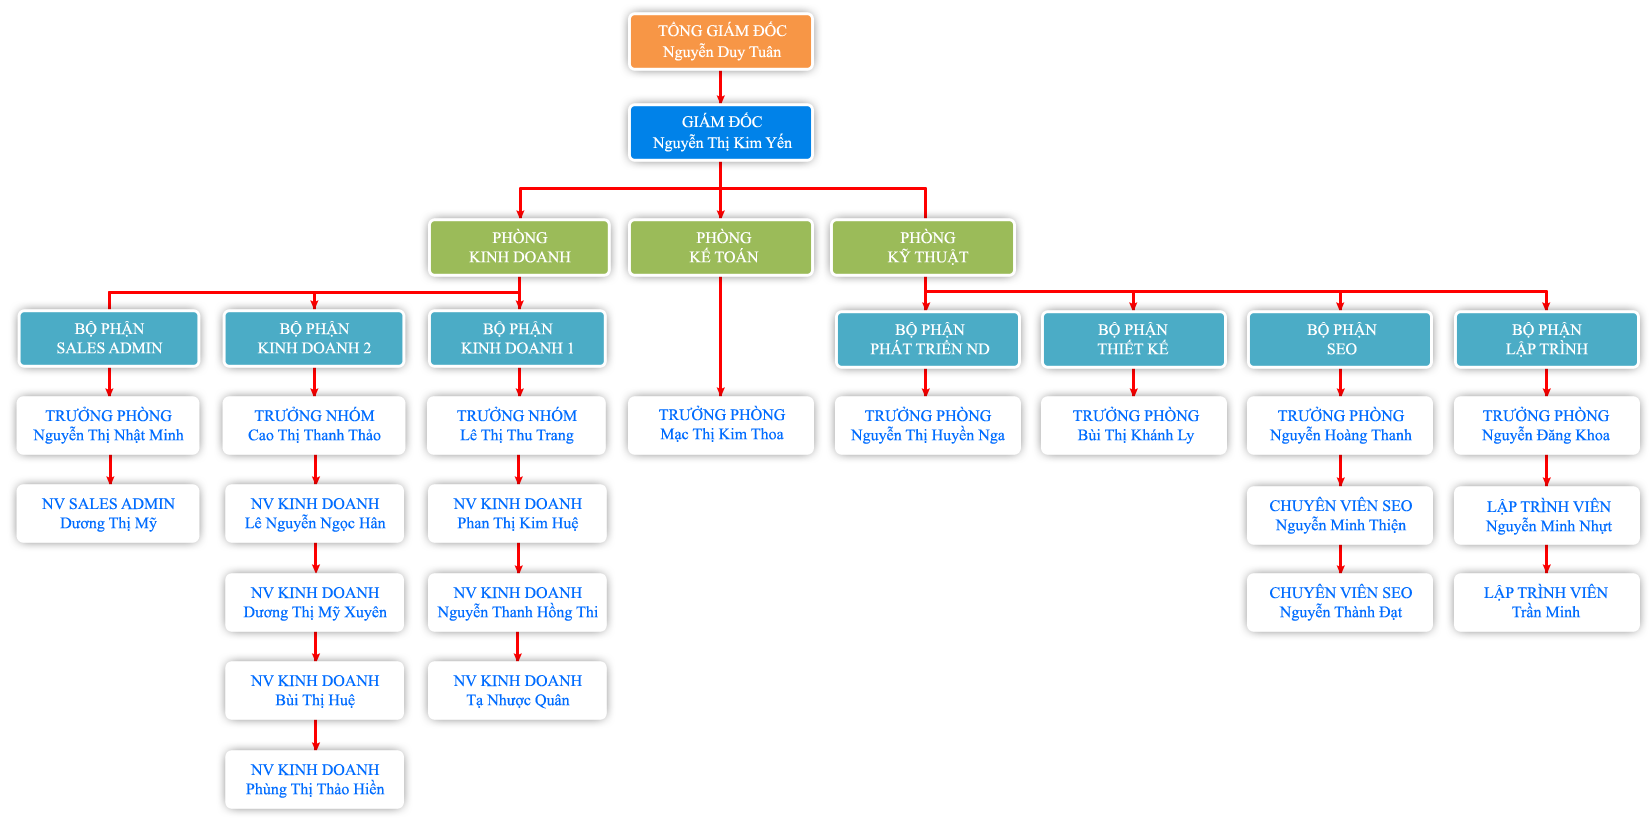 TỔNG GIÁM ĐỐC
Nguyễn Duy Tuân
GIÁM ĐỐC
Nguyễn Thị Kim Yến
PHÒNG
KINH DOANH
PHÒNG
KẾ TOÁN
PHÒNG
KỸ THUẬT
BỘ PHẬN
SALES ADMIN
BỘ PHẬN
KINH DOANH 2
BỘ PHẬN
KINH DOANH 1
BỘ PHẬN
PHÁT TRIỂN ND
BỘ PHẬN
THIẾT KẾ
BỘ PHẬN
SEO
BỘ PHẬN
LẬP TRÌNH
TRƯỞNG PHÒNG
Nguyễn Thị Nhật Minh
TRƯỞNG NHÓM
Cao Thị Thanh Thảo
TRƯỞNG NHÓM
Lê Thị Thu Trang
TRƯỞNG PHÒNG
Mạc Thị Kim Thoa
TRƯỞNG PHÒNG
Nguyễn Thị Huyền Nga
TRƯỞNG PHÒNG
Bùi Thị Khánh Ly
TRƯỞNG PHÒNG
Nguyễn Hoàng Thanh
TRƯỞNG PHÒNG
Nguyễn Đăng Khoa
NV SALES ADMIN
Dương Thị Mỹ
NV KINH DOANH
Lê Nguyễn Ngọc Hân
NV KINH DOANH
Phan Thị Kim Huệ
CHUYÊN VIÊN SEO
Nguyễn Minh Thiện
LẬP TRÌNH VIÊN
Nguyễn Minh Nhựt
NV KINH DOANH
Dương Thị Mỹ Xuyên
NV KINH DOANH
Nguyễn Thanh Hồng Thi
CHUYÊN VIÊN SEO
Nguyễn Thành Đạt
LẬP TRÌNH VIÊN
Trần Minh
NV KINH DOANH
Bùi Thị Huệ
NV KINH DOANH
Tạ Nhược Quân
NV KINH DOANH
Phùng Thị Thảo Hiền